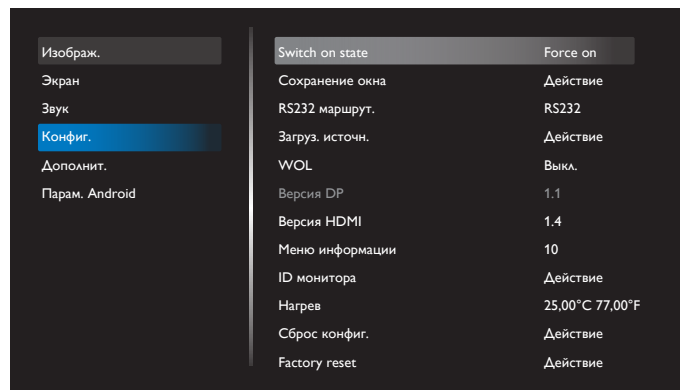 Изображ.
Экран
Звук
Конфиг.
Дополнит.
Парам. Android
Switch on state Force on
Сохранение окна Действие
RS232 маршрут. RS232
Загруз. источн. Действие
WOL Выкл.
Версия DP 1.1
Версия HDMI 1.4
Меню информации 10
ID монитора Действие
Нагрев 25,00°C 77,00°F
Сброс конфиг. Действие
Factory reset Действие